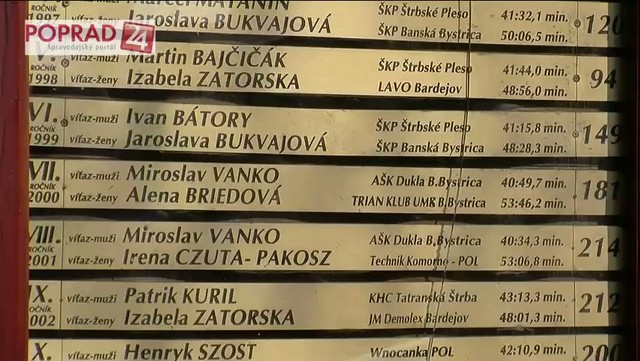 Marcel MATANIN
1997 víťaz-ženy Jaroslava BUKVAJOVÁ ŠKP Štrbské Pleso 41:32,1 min. 120
ŠKP Banská Bystrica 50:06,5 min.
POPRAD 24
Spravodajský portál
V. víťaz-muži Martin BAJČIČÁK ŠKP Štrbské Pleso 41:44,0 min. 94
ROČNÍK
1998 víťaz-ženy Izabela ZATORSKA LAVO Bardejov 48:56,0 min.
VI. víťaz-muži Ivan BÁTORY ŠKP Štrbské Pleso 41:15,8 min. 149
ROČNÍK
1999 víťaz-ženy Jaroslava BUKVAJOVÁ ŠKP Banská Bystrica 48:28,3 min.
VII. víťaz-muži Miroslav VANKO AŠK Dukla B.Bystrica 40:49,7 min. 181
ROČNÍK
2000 víťaz-ženy Alena BRIEDOVÁ TRIAN KLUB UMB B.Bystrica 53:46,2 min.
VIII. víťaz-muži Miroslav VANKO AŠK Dukla B.Bystrica 40:34,3 min. 214
ROČNÍK
2001 víťaz-ženy Irena CZUTA- PAKOSZ Technik Komorno - POL 53:06,8 min.
IX. víťaz-muži Patrik KURIL KHC Tatranská Štrba 43:13,3 min. 212
ROČNÍK
2002 víťaz-ženy Izabela ZATORSKA JM Demolex Bardejov 48:01,3 min.
X. víťaz-muži Henryk SZOST Wnocanka POL 42:10,9 min. 200